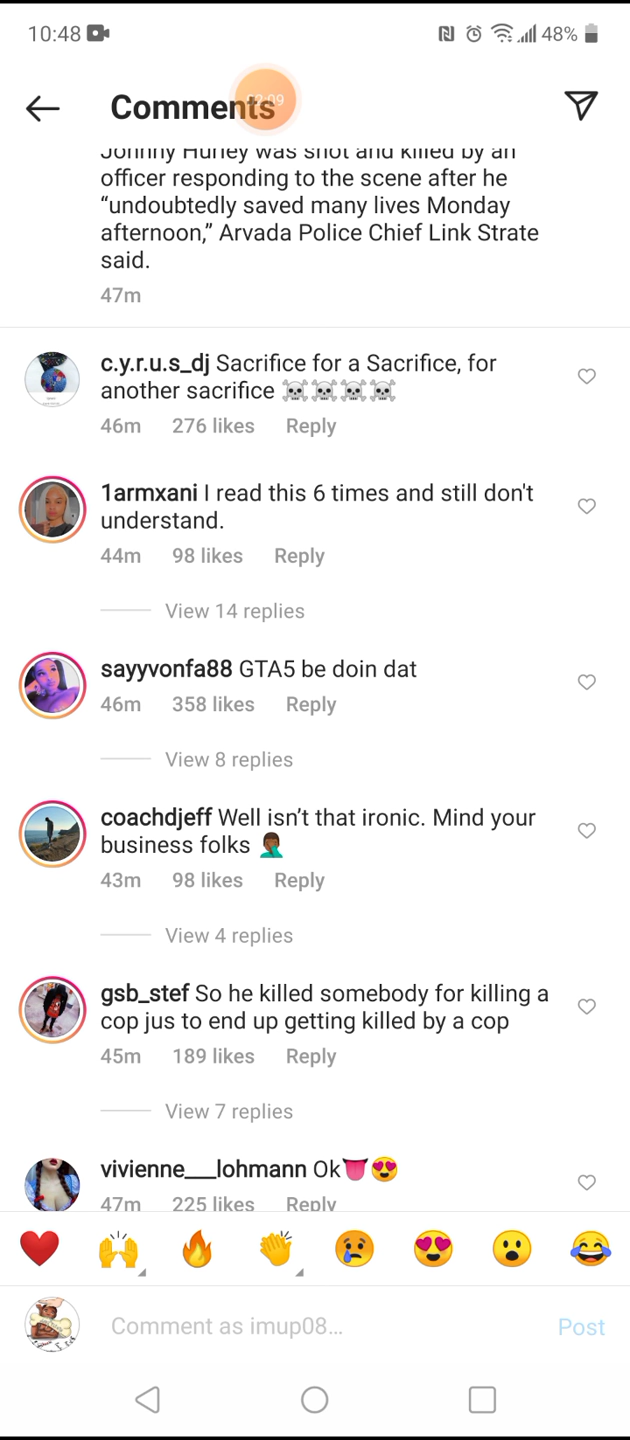 10:48
48%
Comments
02:09
Johnny Hurley was shot and killed by an
officer responding to the scene after he
“undoubtedly saved many lives Monday
afternoon,” Arvada Police Chief Link Strate
said.
47m
c.y.r.u.s_dj Sacrifice for a Sacrifice, for
another sacrifice ☠️☠️☠️☠️
46m 276 likes Reply
1armxani I read this 6 times and still don't
understand.
44m 98 likes Reply
View 14 replies
sayyvonfa88 GTA5 be doin dat
46m 358 likes Reply
View 8 replies
coachdjeff Well isn’t that ironic. Mind your
business folks 🤦🏾‍♂️
43m 98 likes Reply
View 4 replies
gsb_stef So he killed somebody for killing a
cop jus to end up getting killed by a cop
45m 189 likes Reply
View 7 replies
vivienne__lohmann Ok👅😍
47m 225 likes Reply
Comment as imup08...
Post